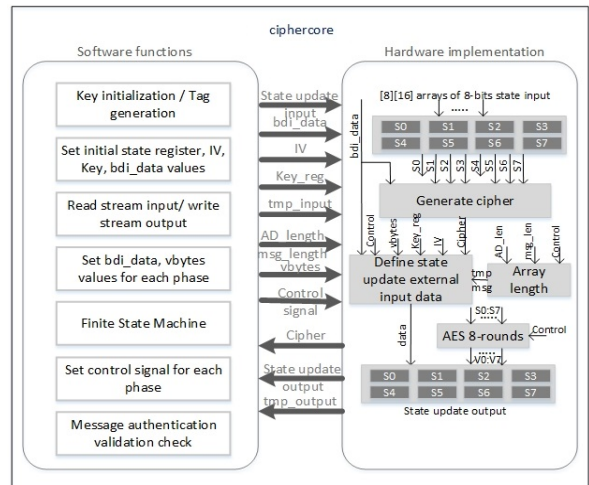 ciphercore
Software functions
Hardware implementation
Key initialization / Tag
generation
Set initial state register, IV,
Key, bdi_data values
Read stream input/ write
stream output
Set bdi_data, vbytes
values for each phase
Finite State Machine
Set control signal for each
phase
Message authentication
validation check
State update
input
bdi_data
IV
Key_reg
tmp_input
AD_length
msg_length
vbytes
Control
signal
Cipher
State update
output
tmp_output
[8][16] arrays of 8-bits state input
.....
bdi_data
S0 S1 S2 S3
S4 S5 S6 S7
S0 S1 S2 S3 S4 S5 S6 S7
Generate cipher
Control vbytes Key_reg IV Cipher
AD_len msg_len Control
Define state
update external
input data
tmp
msg
Array
length
S0:S7
.....
data
AES 8-rounds
Control
.....
V0:V7
S0 S1 S2 S3
S4 S5 S6 S7
State update output